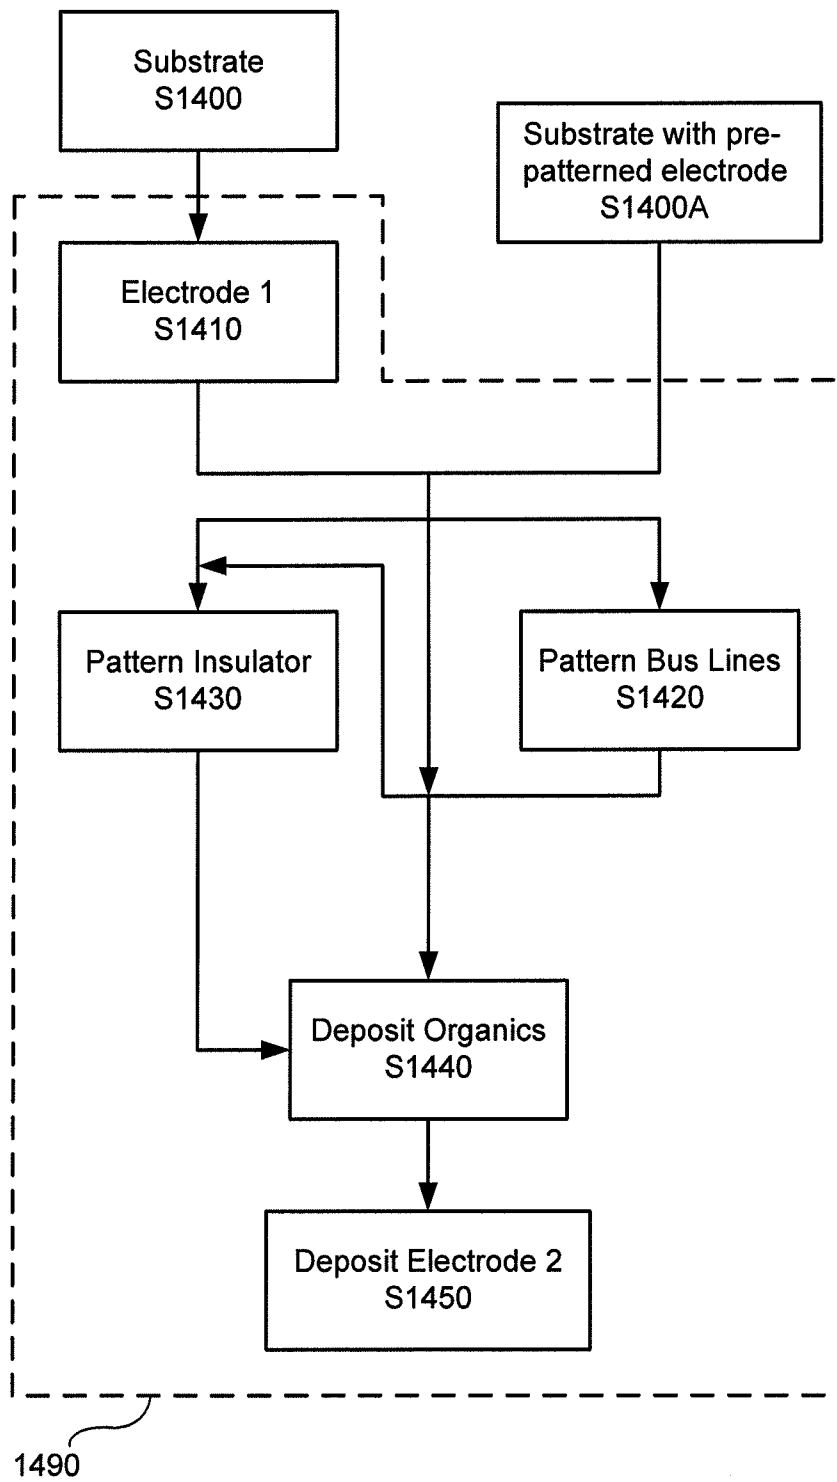 Substrate
S1400
Substrate with pre-
patterned electrode
S1400A
Electrode 1
S1410
Pattern Insulator
S1430
Pattern Bus Lines
S1420
Deposit Organics
S1440
Deposit Electrode 2
S1450
1490